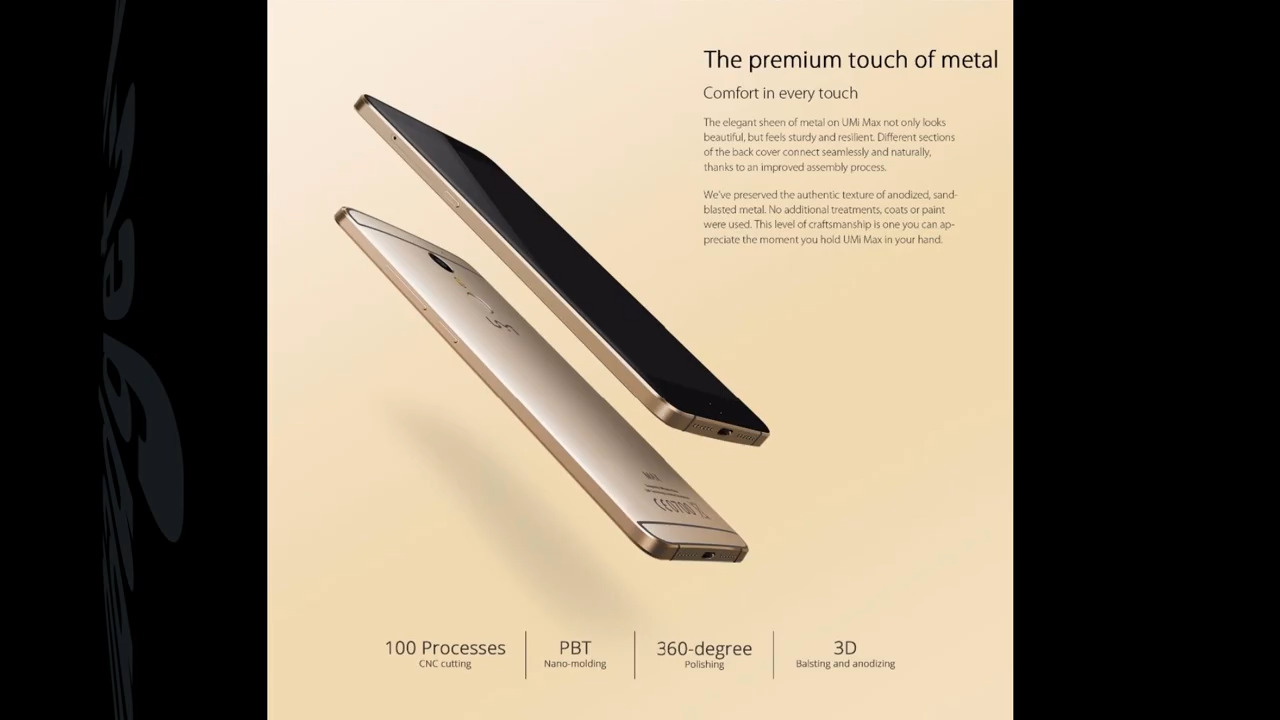 The premium touch of metal
Comfort in every touch
The elegant sheen of metal on UMi Max not only looks
beautiful, but feels sturdy and resilient. Different sections
of the back cover connect seamlessly and naturally,
thanks to an improved assembly process.
We've preserved the authentic texture of anodized, sand-
blasted metal. No additional treatments, coats or paint
were used. This level of craftsmanship is one you can ap-
preciate the moment you hold UMi Max in your hand.
CE0700
100 Processes
CNC cutting
PBT
Nano-molding
360-degree
Polishing
3D
Balsting and anodizing